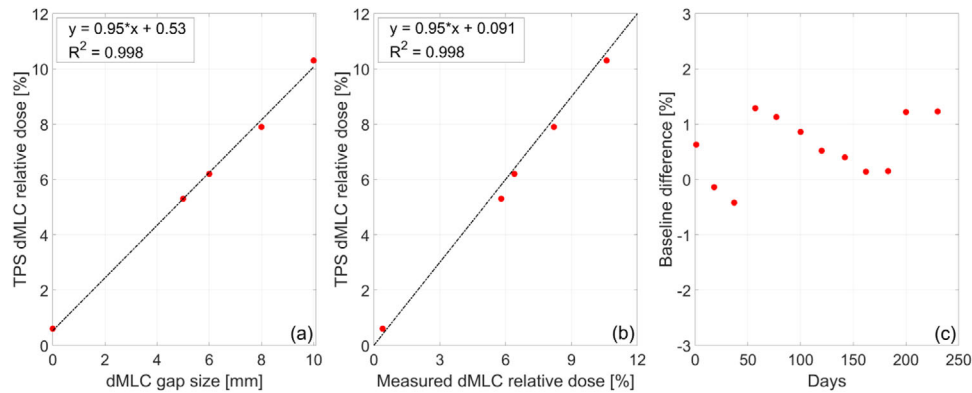 y = 0.95*x + 0.53
R² = 0.998
TPS dMLC relative dose [%]
12
10
8
6
4
2
0
0 2 4 6 8 10
dMLC gap size [mm]
(a)
y = 0.95*x + 0.091
R² = 0.998
TPS dMLC relative dose [%]
12
10
8
6
4
2
0
0 3 6 9 12
Measured dMLC relative dose [%]
(b)
Baseline difference [%]
3
2
1
0
-1
-2
-3
0 50 100 150 200 250
Days
(c)